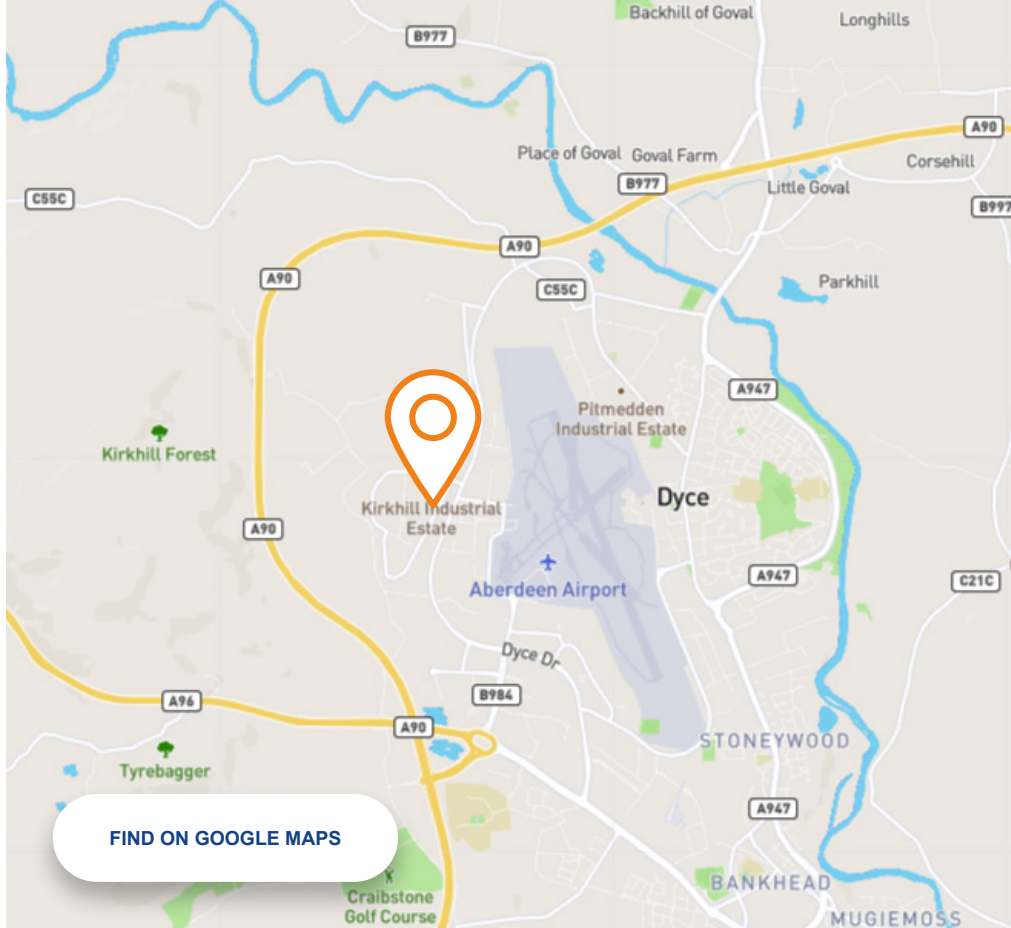 Backhill of Goval
Longhills
B977
A90
Place of Goval
Goval Farm
Corsehill
B977
Little Goval
C55C
B997
A90
A90
Parkhill
C55C
A947
Pitmedden
Industrial Estate
Kirkhill Forest
Dyce
Kirkhill Industrial
Estate
A90
Aberdeen Airport
A947
C21C
Dyce Dr
B984
A96
A90
STONEYWOOD
Tyrebagger
A947
FIND ON GOOGLE MAPS
BANKHEAD
Craibstone
Golf Course
MUGIEMOSS